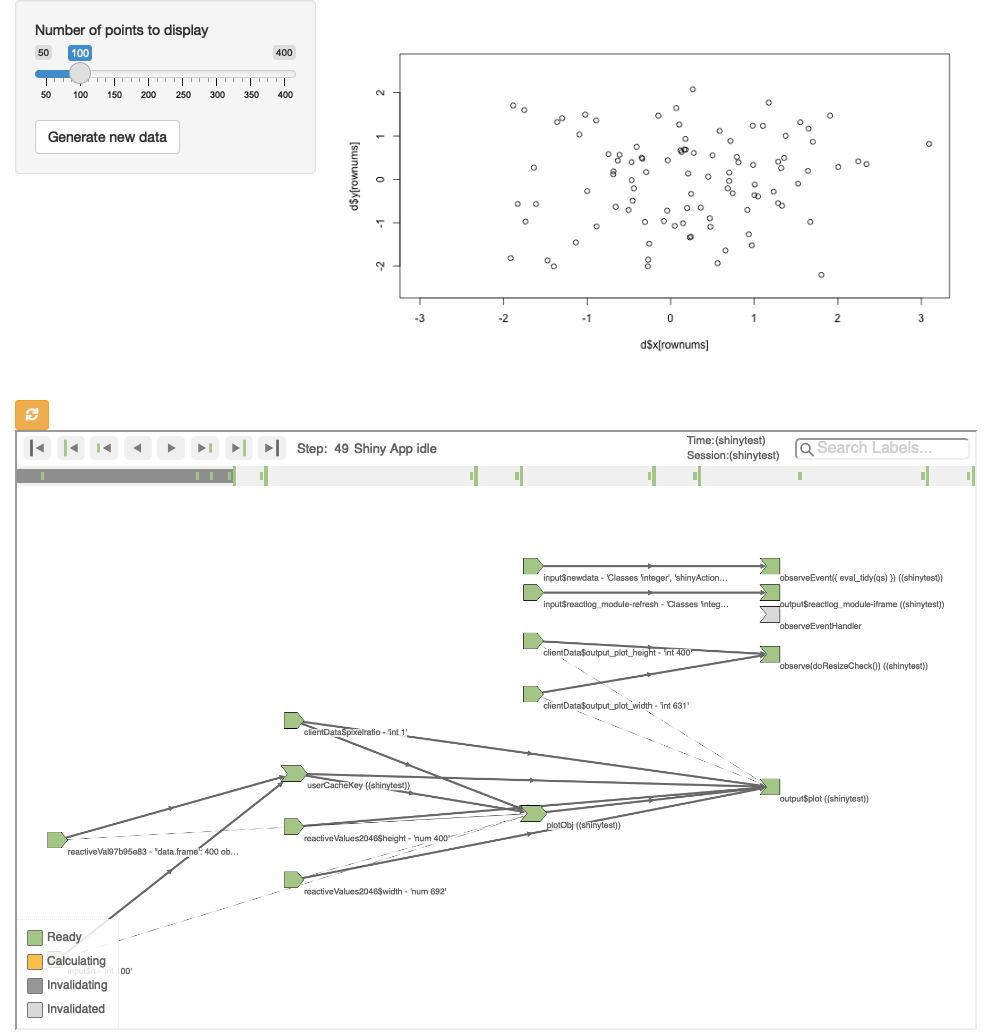 Number of points to display
50 100 400
50 100 150 200 250 300 350 400
Generate new data
d$y[rownums]
2
1
0
-1
-2
-3 -2 -1 0 1 2 3
d$x[rownums]
Step: 49 Shiny App idle
Time:(shinytest)
Session:(shinytest)
Search Labels...
input$newdata - 'Classes 'integer', 'shinyAction...
observeEvent({ eval_tidy(qs) }) ((shinytest))
input$reactlog_module-refresh - 'Classes 'integ...
output$reactlog_module-iframe ((shinytest))
observeEventHandler
clientData$output_plot_height - 'int 400'
observe(doResizeCheck()) ((shinytest))
clientData$output_plot_width - 'int 631'
clientData$pixelratio - 'int 1'
userCacheKey ((shinytest))
output$plot ((shinytest))
plotObj ((shinytest))
reactiveValues2046$height - 'num 400'
reactiveVal97b95e83 - '"data.frame": 400 ob...
reactiveValues2046$width - 'num 692'
input$n - 'int 100'
Ready
Calculating
Invalidating
Invalidated